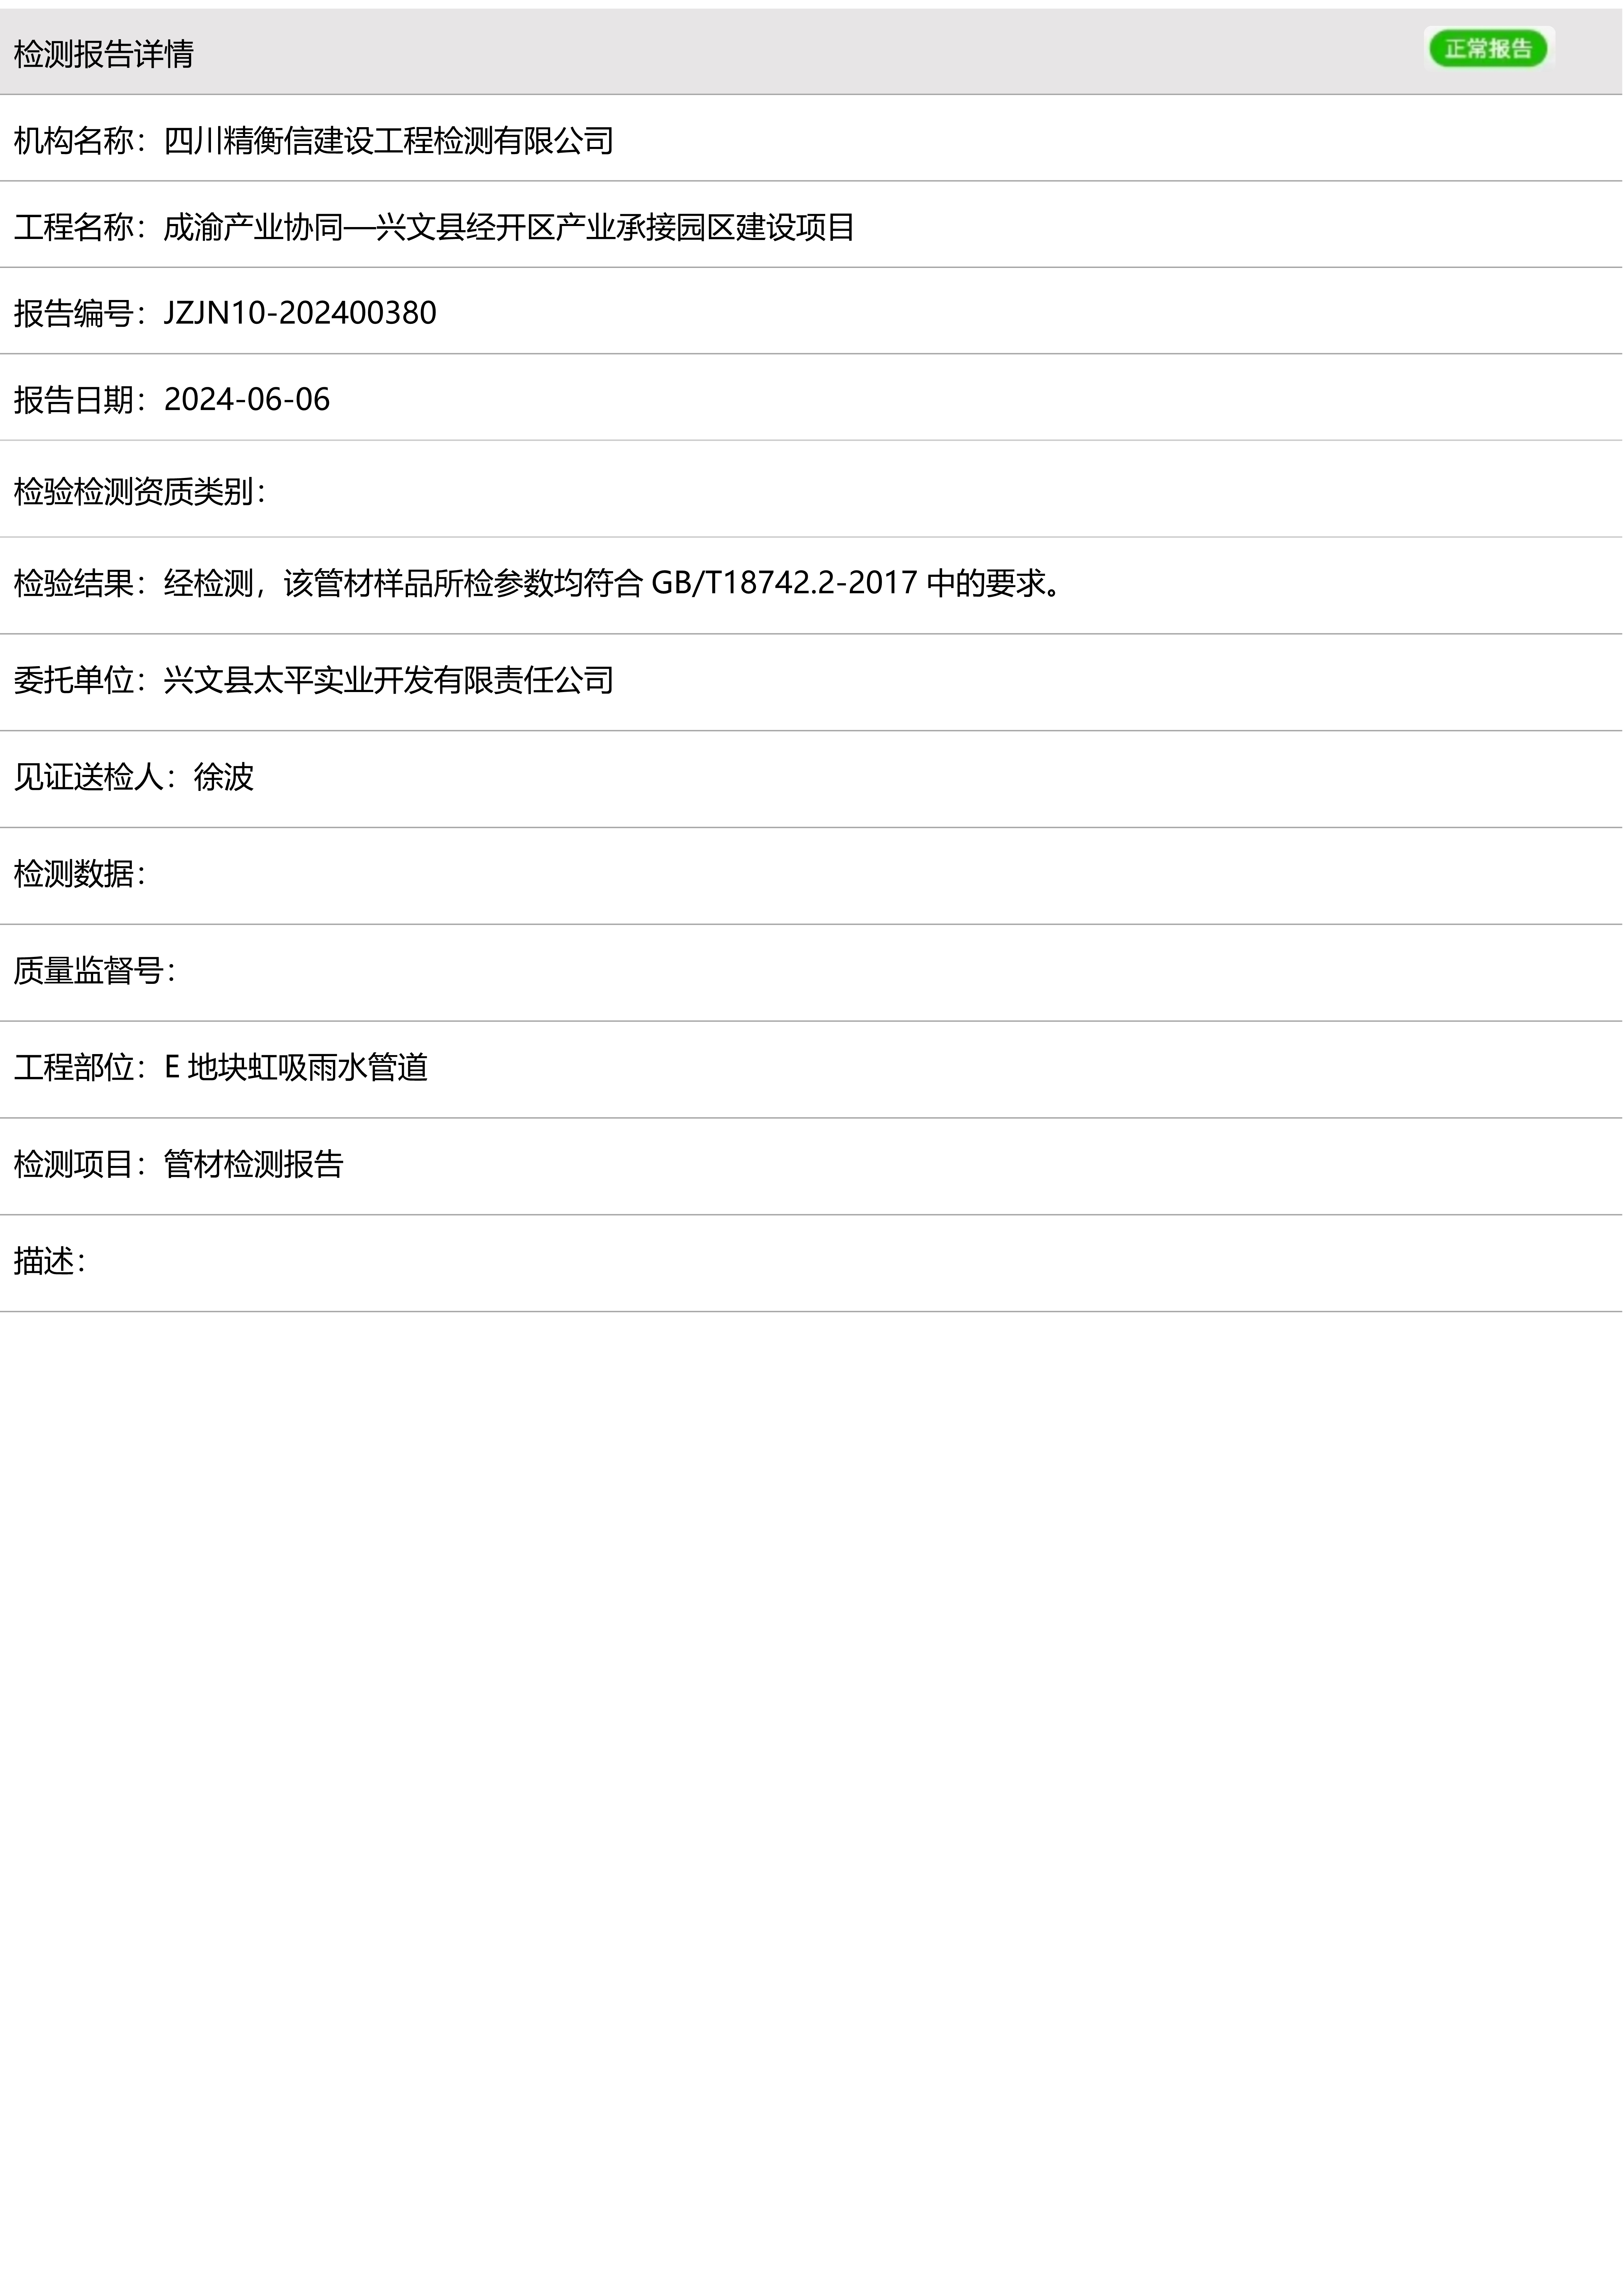 检测报告详情
正常报告
机构名称：四川精衡信建设工程检测有限公司
工程名称：成渝产业协同—兴文县经开区产业承接园区建设项目
报告编号：JZJN10-202400380
报告日期：2024-06-06
检验检测资质类别：
检验结果：经检测，该管材样品所检参数均符合 GB/T18742.2-2017 中的要求。
委托单位：兴文县太平实业开发有限责任公司
见证送检人：徐波
检测数据：
质量监督号：
工程部位：E 地块虹吸雨水管道
检测项目：管材检测报告
描述：